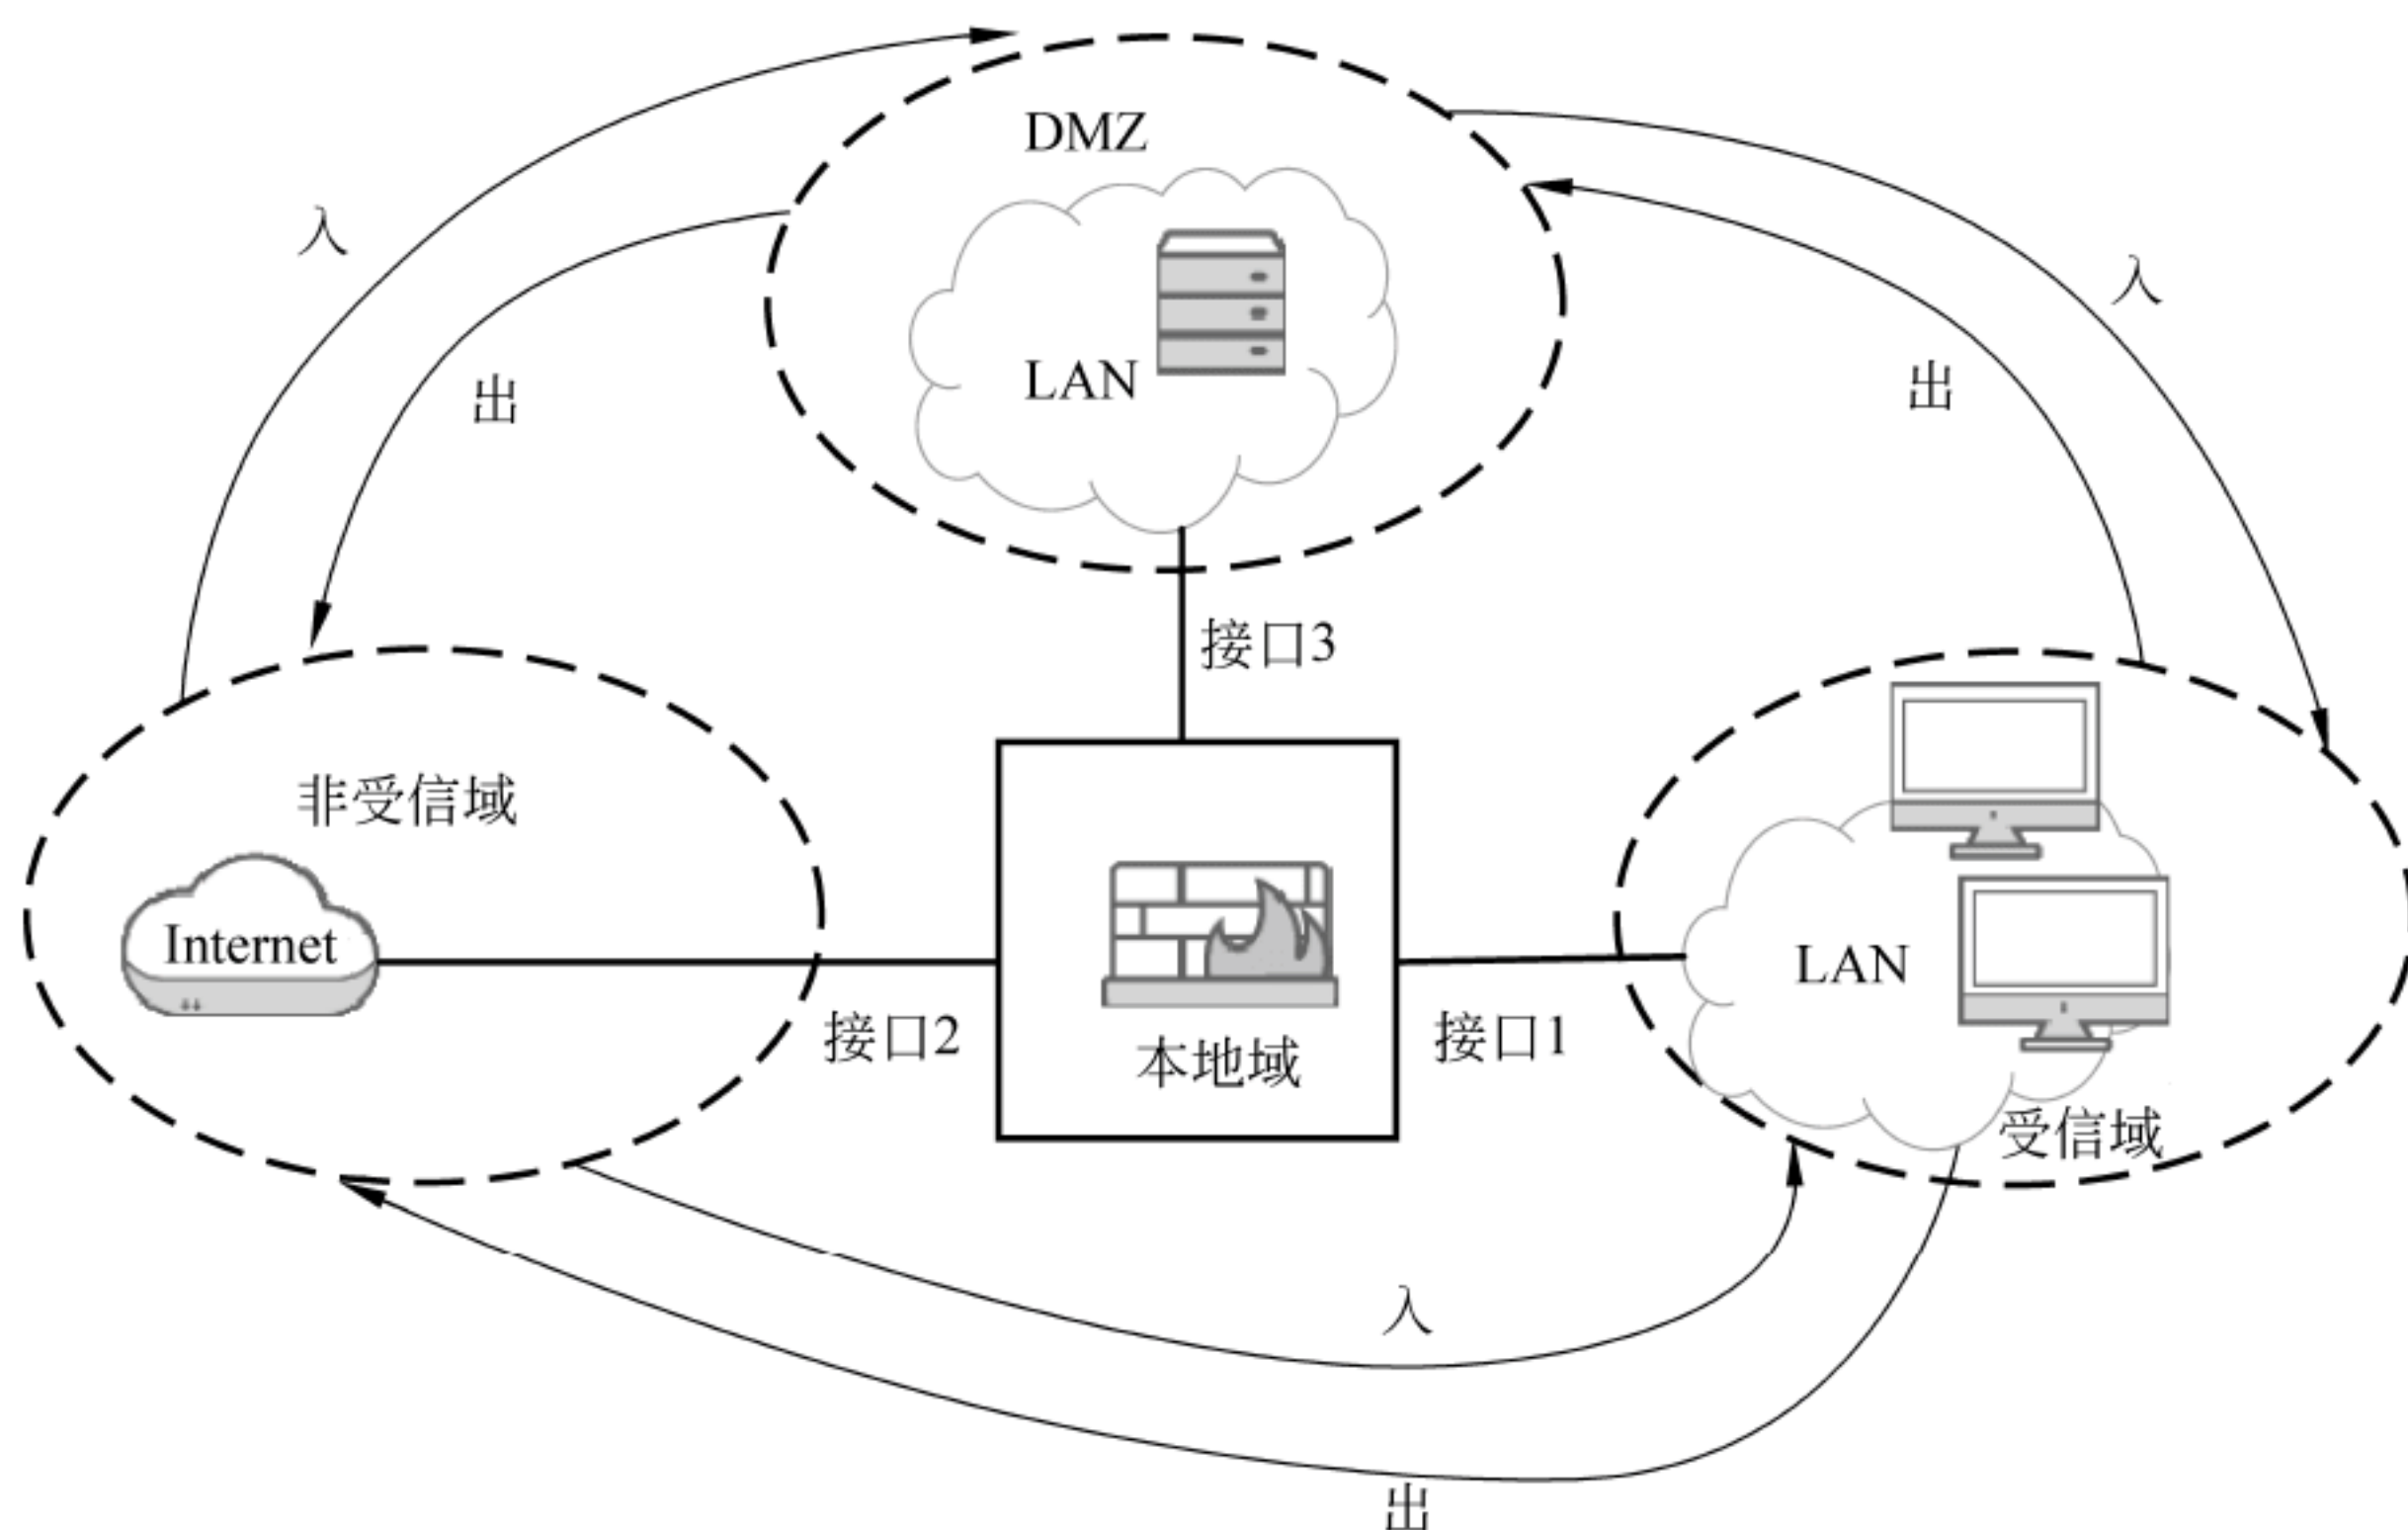 DMZ
入
入
LAN
出
出
接口3
非受信域
Internet
LAN
接口2
接口1
本地域
受信域
入
出